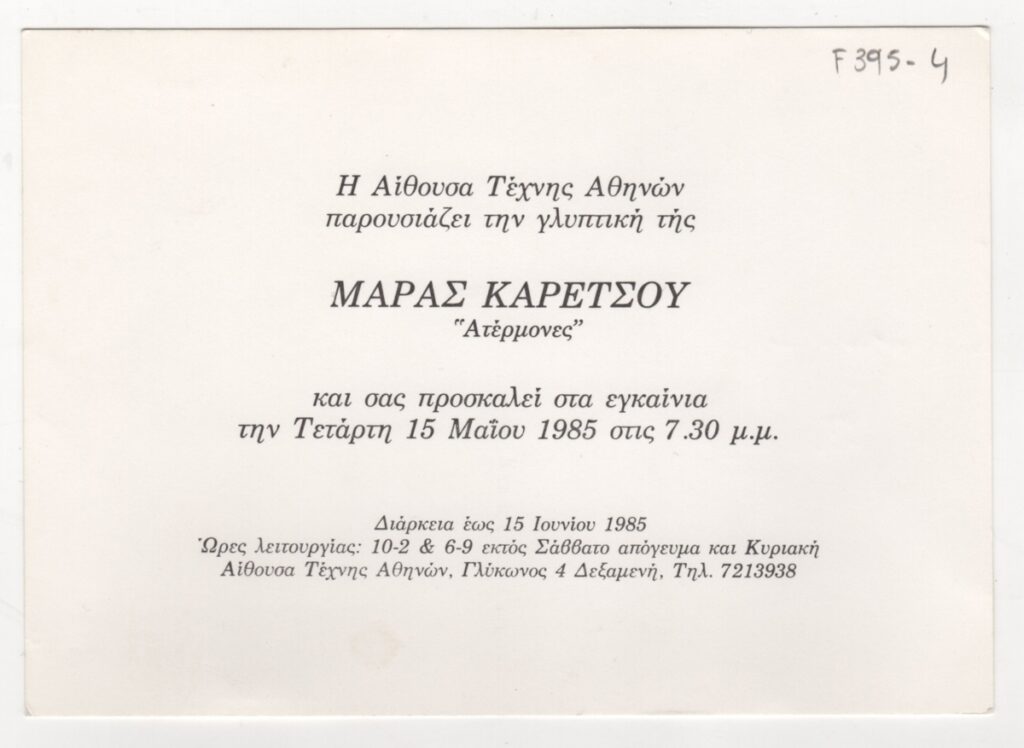 F395-4
Η Αίθουσα Τέχνης Αθηνών
παρουσιάζει την γλυπτική τής
ΜΑΡΑΣ ΚΑΡΕΤΣΟΥ
"Ατέρμονες"
και σας προσκαλεί στα εγκαίνια
την Τετάρτη 15 Μαΐου 1985 στις 7.30 μ.μ.
Διάρκεια έως 15 Ιουνίου 1985
Ώρες λειτουργίας: 10-2 & 6-9 εκτός Σάββατο απόγευμα και Κυριακή
Αίθουσα Τέχνης Αθηνών, Γλύκωνος 4 Δεξαμενή, Τηλ. 7213938